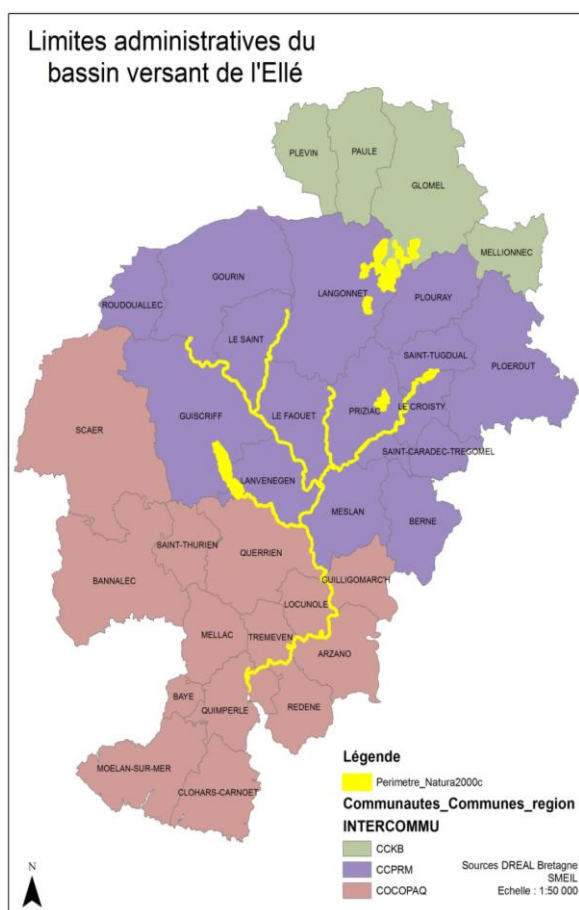 Limites administratives du
bassin versant de l'Ellé
PLEVIN
PAULE
GLOMEL
MELLIONNEC
GOURIN
LANGONNET
PLOURAY
ROUDOUALLEC
LE SAINT
SAINT-TUGDUAL
PLOERDUT
SCAER
GUISCRIFF
LE FAOUET
PRIZIAC
LE CROISTY
SAINT-CARADEC-TREGOMEL
LANVENEGEN
MESLAN
BERNE
SAINT-THURIEN
QUERRIEN
BANNALEC
GUILLIGOMARC'H
LOCUNOLE
MELLAC
TREMEVEN
ARZANO
BAYE
QUIMPERLE
REDENE
MOELAN-SUR-MER
CLOHARS-CARNOET
Légende
Perimetre_Natura2000c
Communautes_Communes_region
INTERCOMMU
CCKB
CCPRM
COCOPAQ
Sources DREAL Bretagne
SMEIL
Echelle : 1:50 000
N